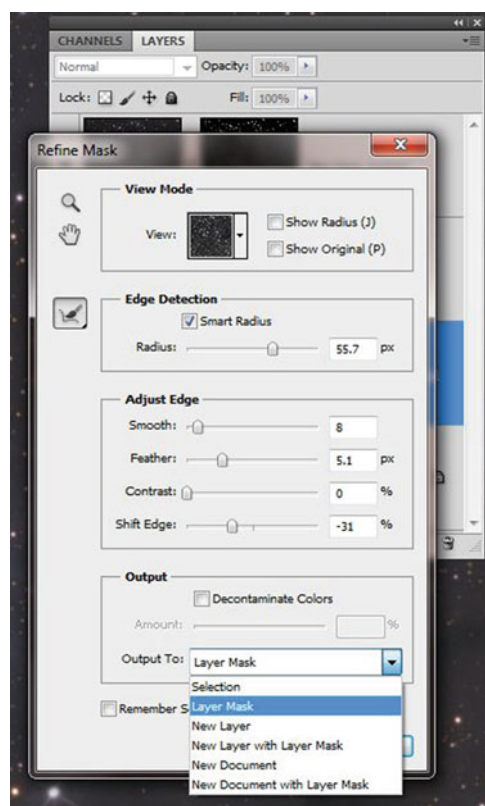 CHANNELS LAYERS
Normal Opacity: 100%
Lock: Fill: 100%
Refine Mask
View Mode
View: Show Radius (J)
Show Original (P)
Edge Detection
Smart Radius
Radius: 55.7 px
Adjust Edge
Smooth: 8
Feather: 5.1 px
Contrast: 0 %
Shift Edge: -31 %
Output
Decontaminate Colors
Amount: %
Output To: Layer Mask
Selection
Remember S Layer Mask
New Layer
New Layer with Layer Mask
New Document
New Document with Layer Mask